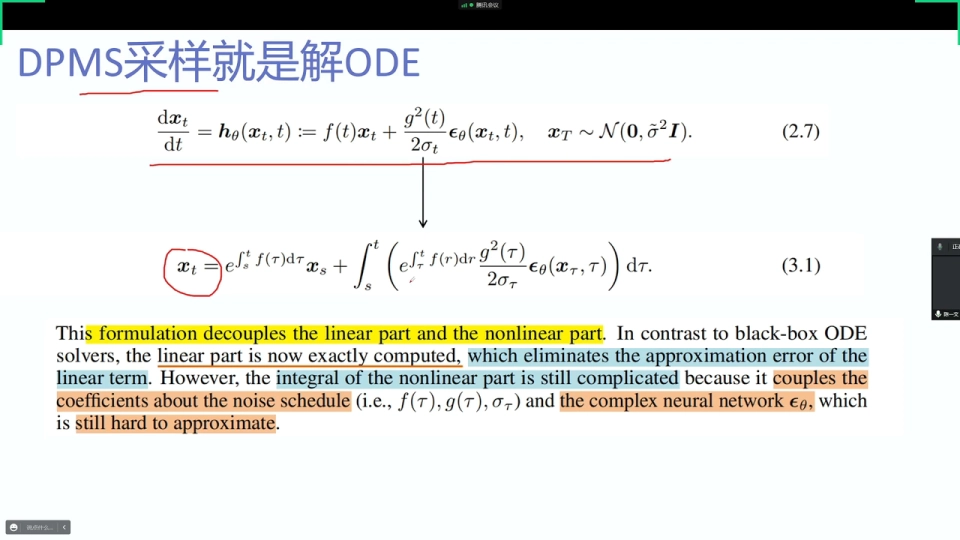 腾讯会议
DPMS采样就是解ODE
dx_t/dt = h_θ(x_t, t) := f(t)x_t + g²(t)/2σ_t ϵ_θ(x_t, t), x_T ∼ N(0, σ̃²I). (2.7)
x_t = e^{∫_s^t f(τ)dτ} x_s + ∫_s^t ( e^{∫_τ^t f(r)dr} g²(τ)/2σ_τ ϵ_θ(x_τ, τ) ) dτ. (3.1)
This formulation decouples the linear part and the nonlinear part. In contrast to black-box ODE
solvers, the linear part is now exactly computed, which eliminates the approximation error of the
linear term. However, the integral of the nonlinear part is still complicated because it couples the
coefficients about the noise schedule (i.e., f(τ), g(τ), σ_τ) and the complex neural network ϵ_θ, which
is still hard to approximate.